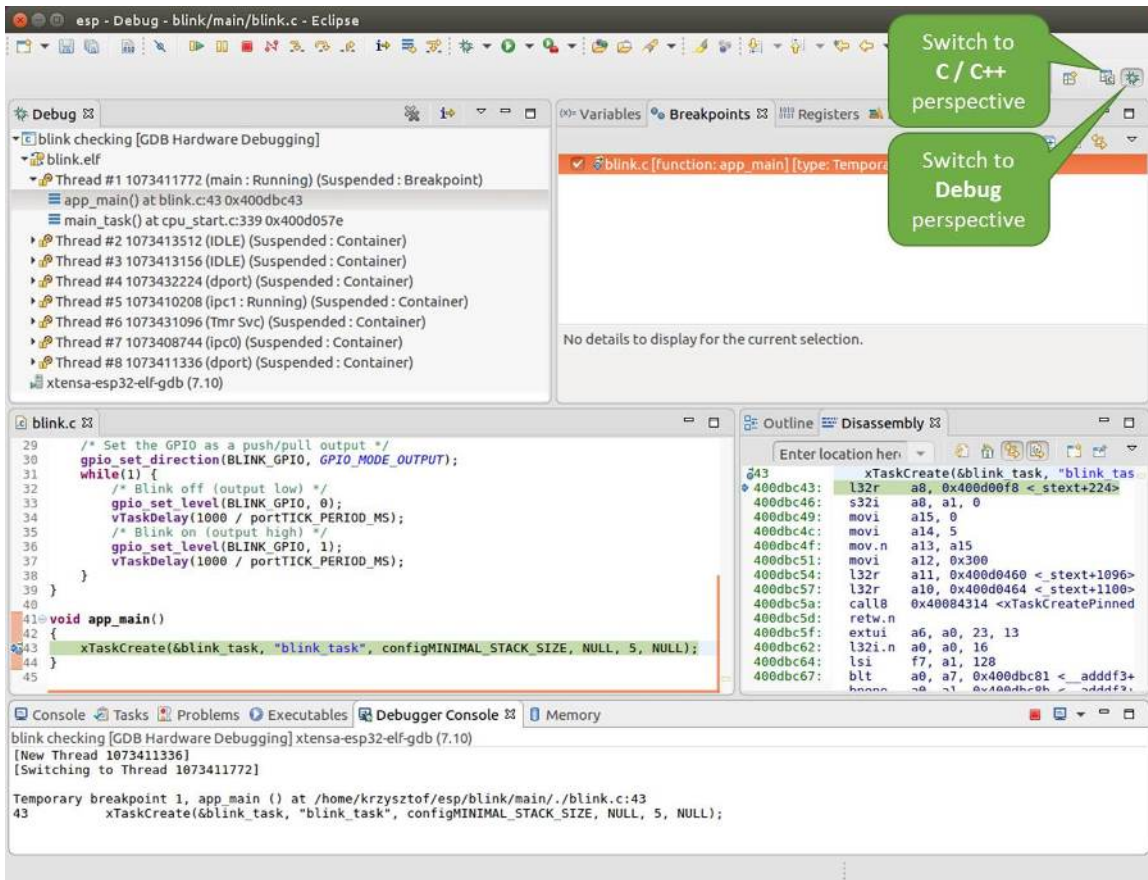 esp - Debug - blink/main/blink.c - Eclipse
Switch to
C / C++
perspective
Debug
Variables
Breakpoints
Registers
blink checking [GDB Hardware Debugging]
blink.elf
Thread #1 1073411772 (main : Running) (Suspended : Breakpoint)
app_main() at blink.c:43 0x400dbc43
main_task() at cpu_start.c:339 0x400d057e
Thread #2 1073413512 (IDLE) (Suspended : Container)
Thread #3 1073413156 (IDLE) (Suspended : Container)
Thread #4 1073432224 (dport) (Suspended : Container)
Thread #5 1073410208 (ipc1 : Running) (Suspended : Container)
Thread #6 1073431096 (Tmr Svc) (Suspended : Container)
Thread #7 1073408744 (ipc0) (Suspended : Container)
Thread #8 1073411336 (dport) (Suspended : Container)
xtensa-esp32-elf-gdb (7.10)
blink.c [function: app_main] [type: Tempora
Switch to
Debug
perspective
No details to display for the current selection.
blink.c
29 /* Set the GPIO as a push/pull output */
30 gpio_set_direction(BLINK_GPIO, GPIO_MODE_OUTPUT);
31 while(1) {
32 /* Blink off (output low) */
33 gpio_set_level(BLINK_GPIO, 0);
34 vTaskDelay(1000 / portTICK_PERIOD_MS);
35 /* Blink on (output high) */
36 gpio_set_level(BLINK_GPIO, 1);
37 vTaskDelay(1000 / portTICK_PERIOD_MS);
38 }
39 }
40
41 void app_main()
42 {
43 xTaskCreate(&blink_task, "blink_task", configMINIMAL_STACK_SIZE, NULL, 5, NULL);
44 }
45
Outline Disassembly
Enter location here
43 xTaskCreate(&blink_task, "blink_tas
400dbc43: l32r a8, 0x400d00f8 <_stext+224>
400dbc46: s32i a8, a1, 0
400dbc49: movi a15, 0
400dbc4c: movi a14, 5
400dbc4f: mov.n a13, a15
400dbc51: movi a12, 0x300
400dbc54: l32r a11, 0x400d0460 <_stext+1096>
400dbc57: l32r a10, 0x400d0464 <_stext+1100>
400dbc5a: call8 0x40084314 <xTaskCreatePinned
400dbc5d: retw.n
400dbc5f: extui a6, a0, 23, 13
400dbc62: l32i.n a0, a0, 16
400dbc64: lsi f7, a1, 128
400dbc67: blt a0, a7, 0x400dbc81 <__adddf3+
Console Tasks Problems Executables Debugger Console Memory
blink checking [GDB Hardware Debugging] xtensa-esp32-elf-gdb (7.10)
[New Thread 1073411336]
[Switching to Thread 1073411772]
Temporary breakpoint 1, app_main () at /home/krzysztof/esp/blink/main/./blink.c:43
43 xTaskCreate(&blink_task, "blink_task", configMINIMAL_STACK_SIZE, NULL, 5, NULL);